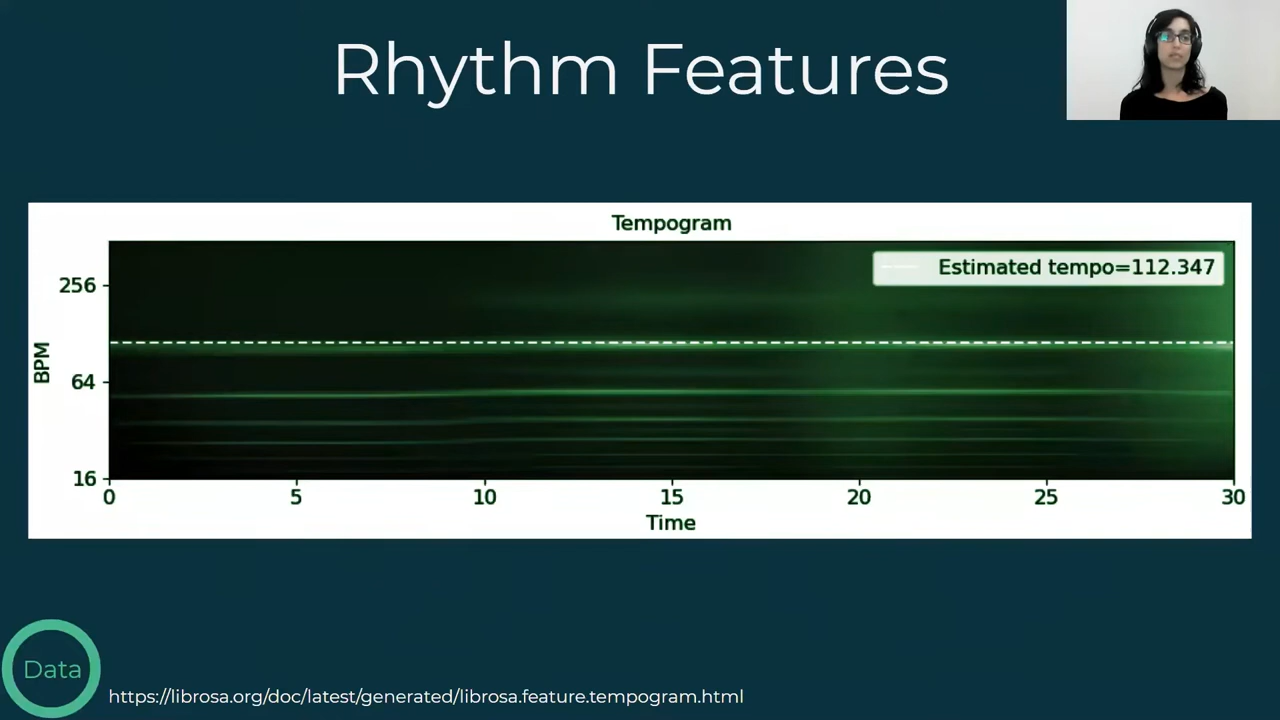 Rhythm Features
Tempogram
Estimated tempo=112.347
256
64
16
BPM
0 5 10 15 20 25 30
Time
Data
https://librosa.org/doc/latest/generated/librosa.feature.tempogram.html